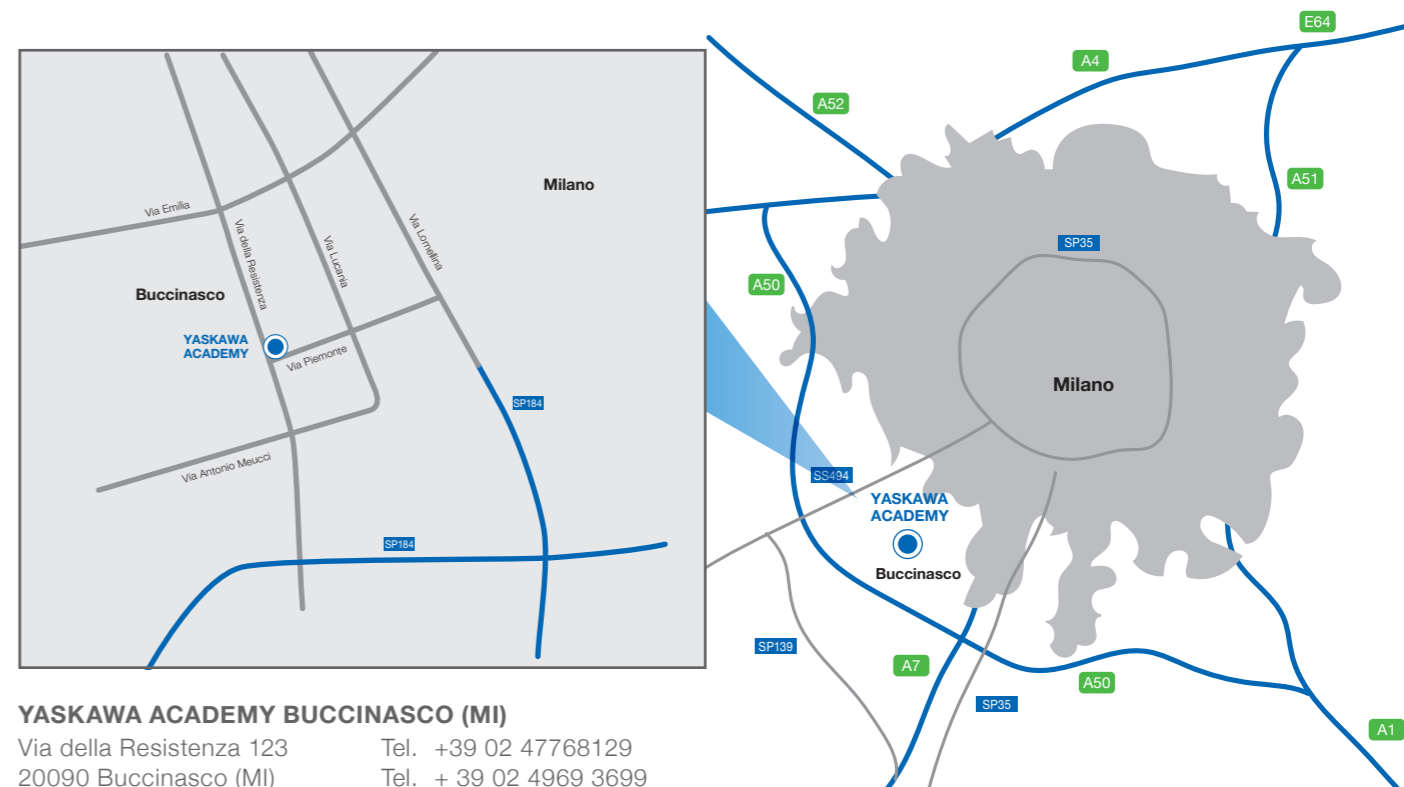 E64
A4
A52
A51
Milano
Via Emilia
Via della Resistenza
Via Lucania
Via Lomellina
SP35
A50
Buccinasco
YASKAWA
ACADEMY
Via Piemonte
Milano
SP184
Via Antonio Meucci
SS494
YASKAWA
ACADEMY
SP184
Buccinasco
SP139
A7
A50
SP35
A1
YASKAWA ACADEMY BUCCINASCO (MI)
Via della Resistenza 123 Tel. +39 02 47768129
20090 Buccinasco (MI) Tel. + 39 02 4969 3699